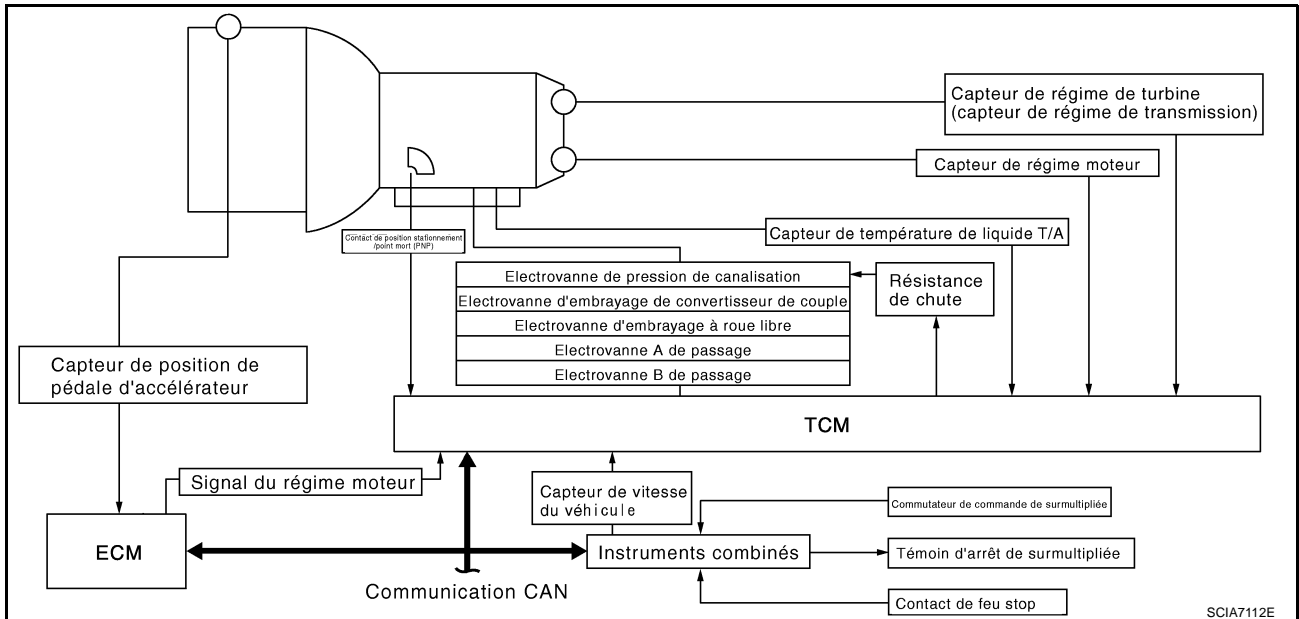 Capteur de régime de turbine
(capteur de régime de transmission)
Capteur de régime moteur
Contact de position stationnement
/point mort (PNP)
Capteur de température de liquide T/A
Electrovanne de pression de canalisation
Electrovanne d'embrayage de convertisseur de couple
Electrovanne d'embrayage à roue libre
Electrovanne A de passage
Electrovanne B de passage
Résistance
de chute
Capteur de position de
pédale d'accélérateur
TCM
Signal du régime moteur
Capteur de vitesse
du véhicule
Commutateur de commande de surmultipliée
ECM
Instruments combinés
Témoin d'arrêt de surmultipliée
Communication CAN
Contact de feu stop
SCIA7112E